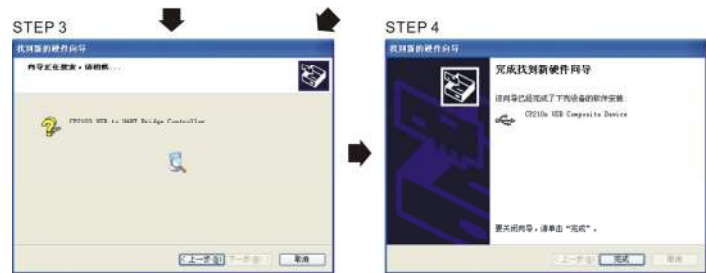 STEP 3
找到新的硬件向导
向导正在搜索，请稍候...
CP2103 USB to UART Bridge Controller
<上一步(B)
下一步(N)>
取消
STEP 4
找到新的硬件向导
完成找到新硬件向导
该向导已经完成了下列设备的软件安装:
CP210x USB Composite Device
要关闭向导，请单击“完成”。
<上一步(B)
完成
取消